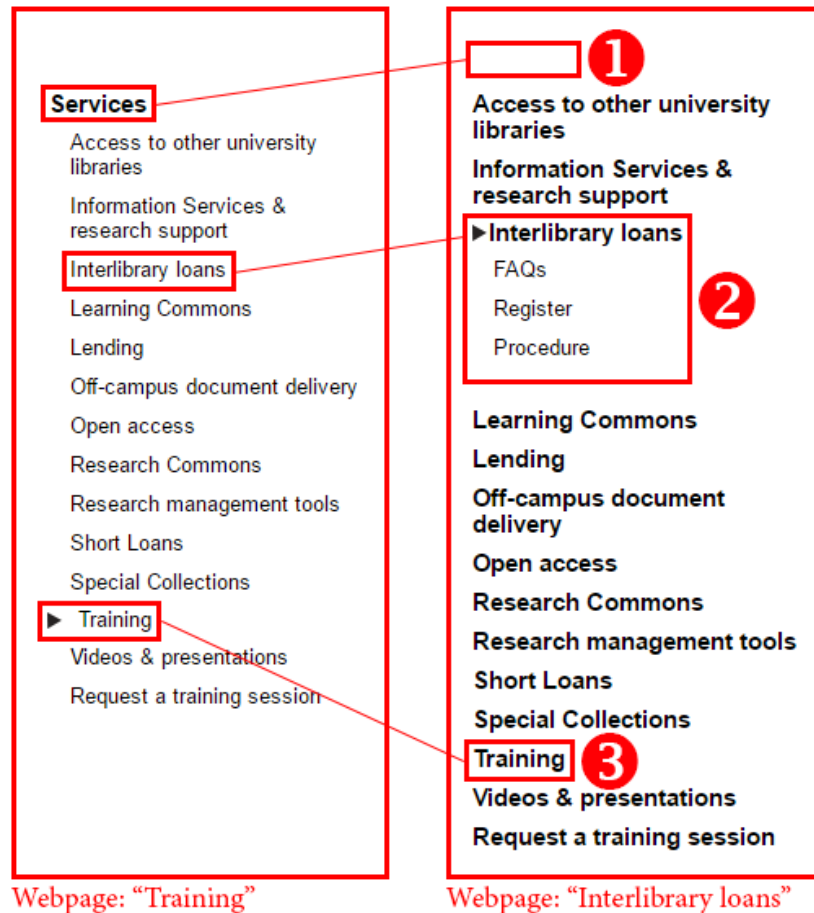 Services
Access to other university
libraries
Information Services &
research support
Interlibrary loans
Learning Commons
Lending
Off-campus document delivery
Open access
Research Commons
Research management tools
Short Loans
Special Collections
Training
Videos & presentations
Request a training session
Webpage: “Training”
1
Access to other university
libraries
Information Services &
research support
Interlibrary loans
FAQs
Register
Procedure
2
Learning Commons
Lending
Off-campus document
delivery
Open access
Research Commons
Research management tools
Short Loans
Special Collections
Training
3
Videos & presentations
Request a training session
Webpage: “Interlibrary loans”